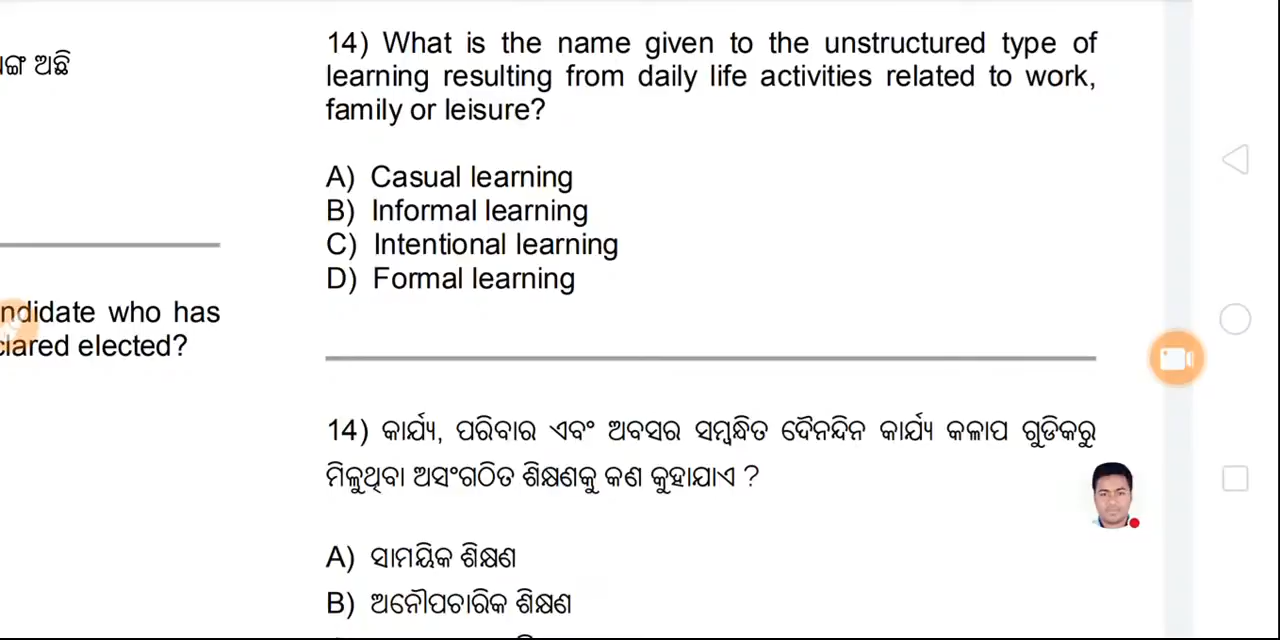 ଅଛି
ndidate who has
clared elected?
14) What is the name given to the unstructured type of
learning resulting from daily life activities related to work,
family or leisure?
A) Casual learning
B) Informal learning
C) Intentional learning
D) Formal learning
14) କାର୍ଯ୍ୟ, ପରିବାର ଏବଂ ଅବସର ସମ୍ବନ୍ଧିତ ଦୈନନ୍ଦିନ କାର୍ଯ୍ୟ କଳାପ ଗୁଡିକରୁ
ମିଳୁଥିବା ଅସଂଗଠିତ ଶିକ୍ଷଣକୁ କଣ କୁହାଯାଏ ?
A) ସାମୟିକ ଶିକ୍ଷଣ
B) ଅନୌପଚାରିକ ଶିକ୍ଷଣ